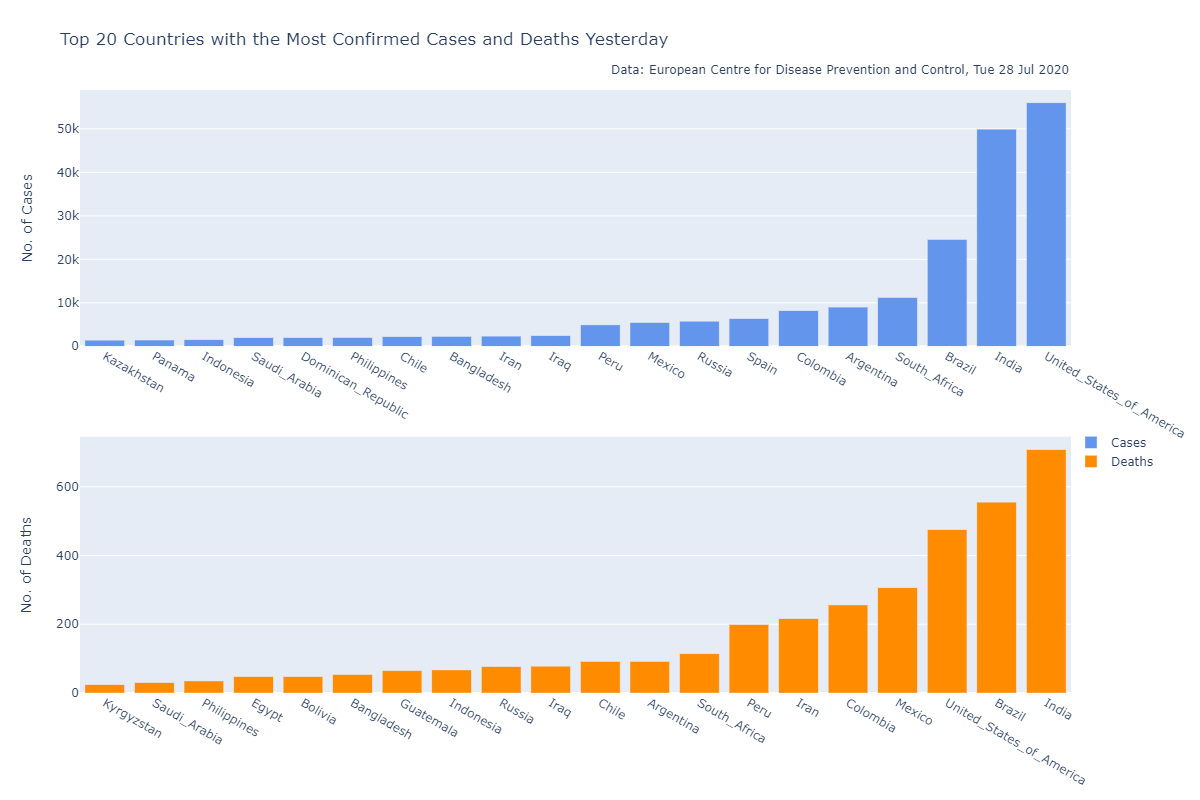 Top 20 Countries with the Most Confirmed Cases and Deaths Yesterday
Data: European Centre for Disease Prevention and Control, Tue 28 Jul 2020
No. of Cases
50k
40k
30k
20k
10k
0
Kazakhstan
Panama
Indonesia
Saudi_Arabia
Dominican_Republic
Philippines
Chile
Bangladesh
Iran
Iraq
Peru
Mexico
Russia
Spain
Colombia
Argentina
South_Africa
Brazil
India
United_States_of_America
Cases
Deaths
No. of Deaths
600
400
200
0
Kyrgyzstan
Saudi_Arabia
Philippines
Egypt
Bolivia
Bangladesh
Guatemala
Indonesia
Russia
Iraq
Chile
Argentina
South_Africa
Peru
Iran
Colombia
Mexico
United_States_of_America
Brazil
India